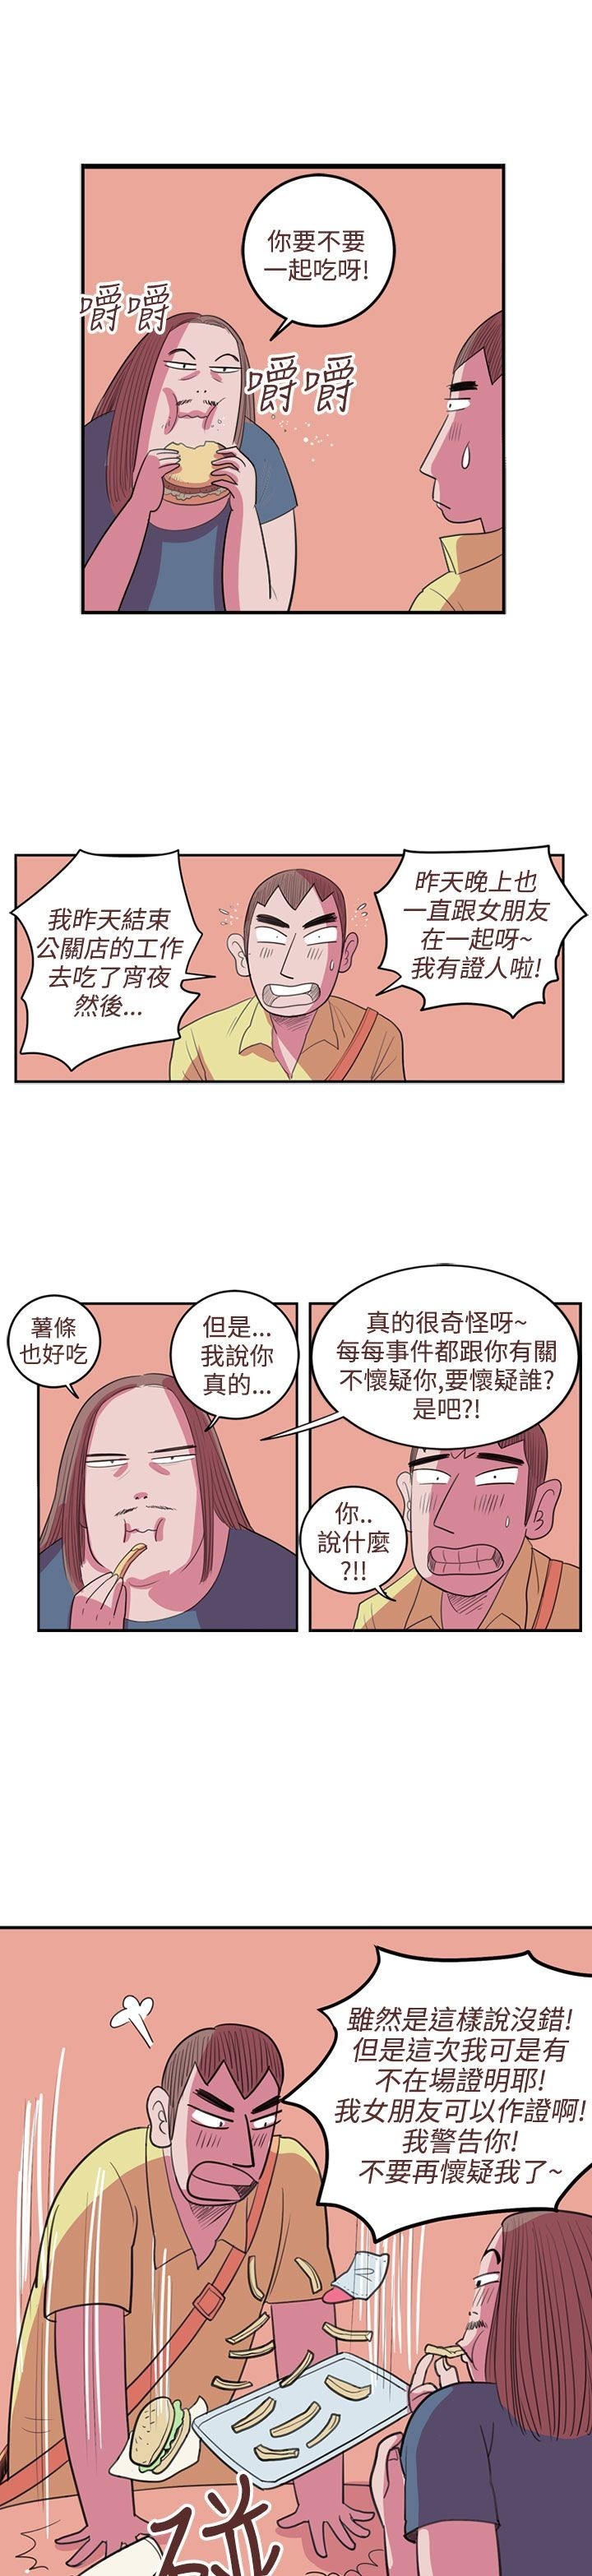 你要不要
一起吃呀!
嚼嚼
嚼嚼
我昨天結束
公關店的工作
去吃了宵夜
然後...
昨天晚上也
一直跟女朋友
在一起呀~
我有證人啦!
薯條
也好吃
但是...
我說你
真的...
真的很奇怪呀~
每每事件都跟你有關
不懷疑你,要懷疑誰?
是吧?!
你..
說什麼
?!!
雖然是這樣說沒錯!
但是這次我可是有
不在場證明耶!
我女朋友可以作證啊!
我警告你!
不要再懷疑我了~
碰